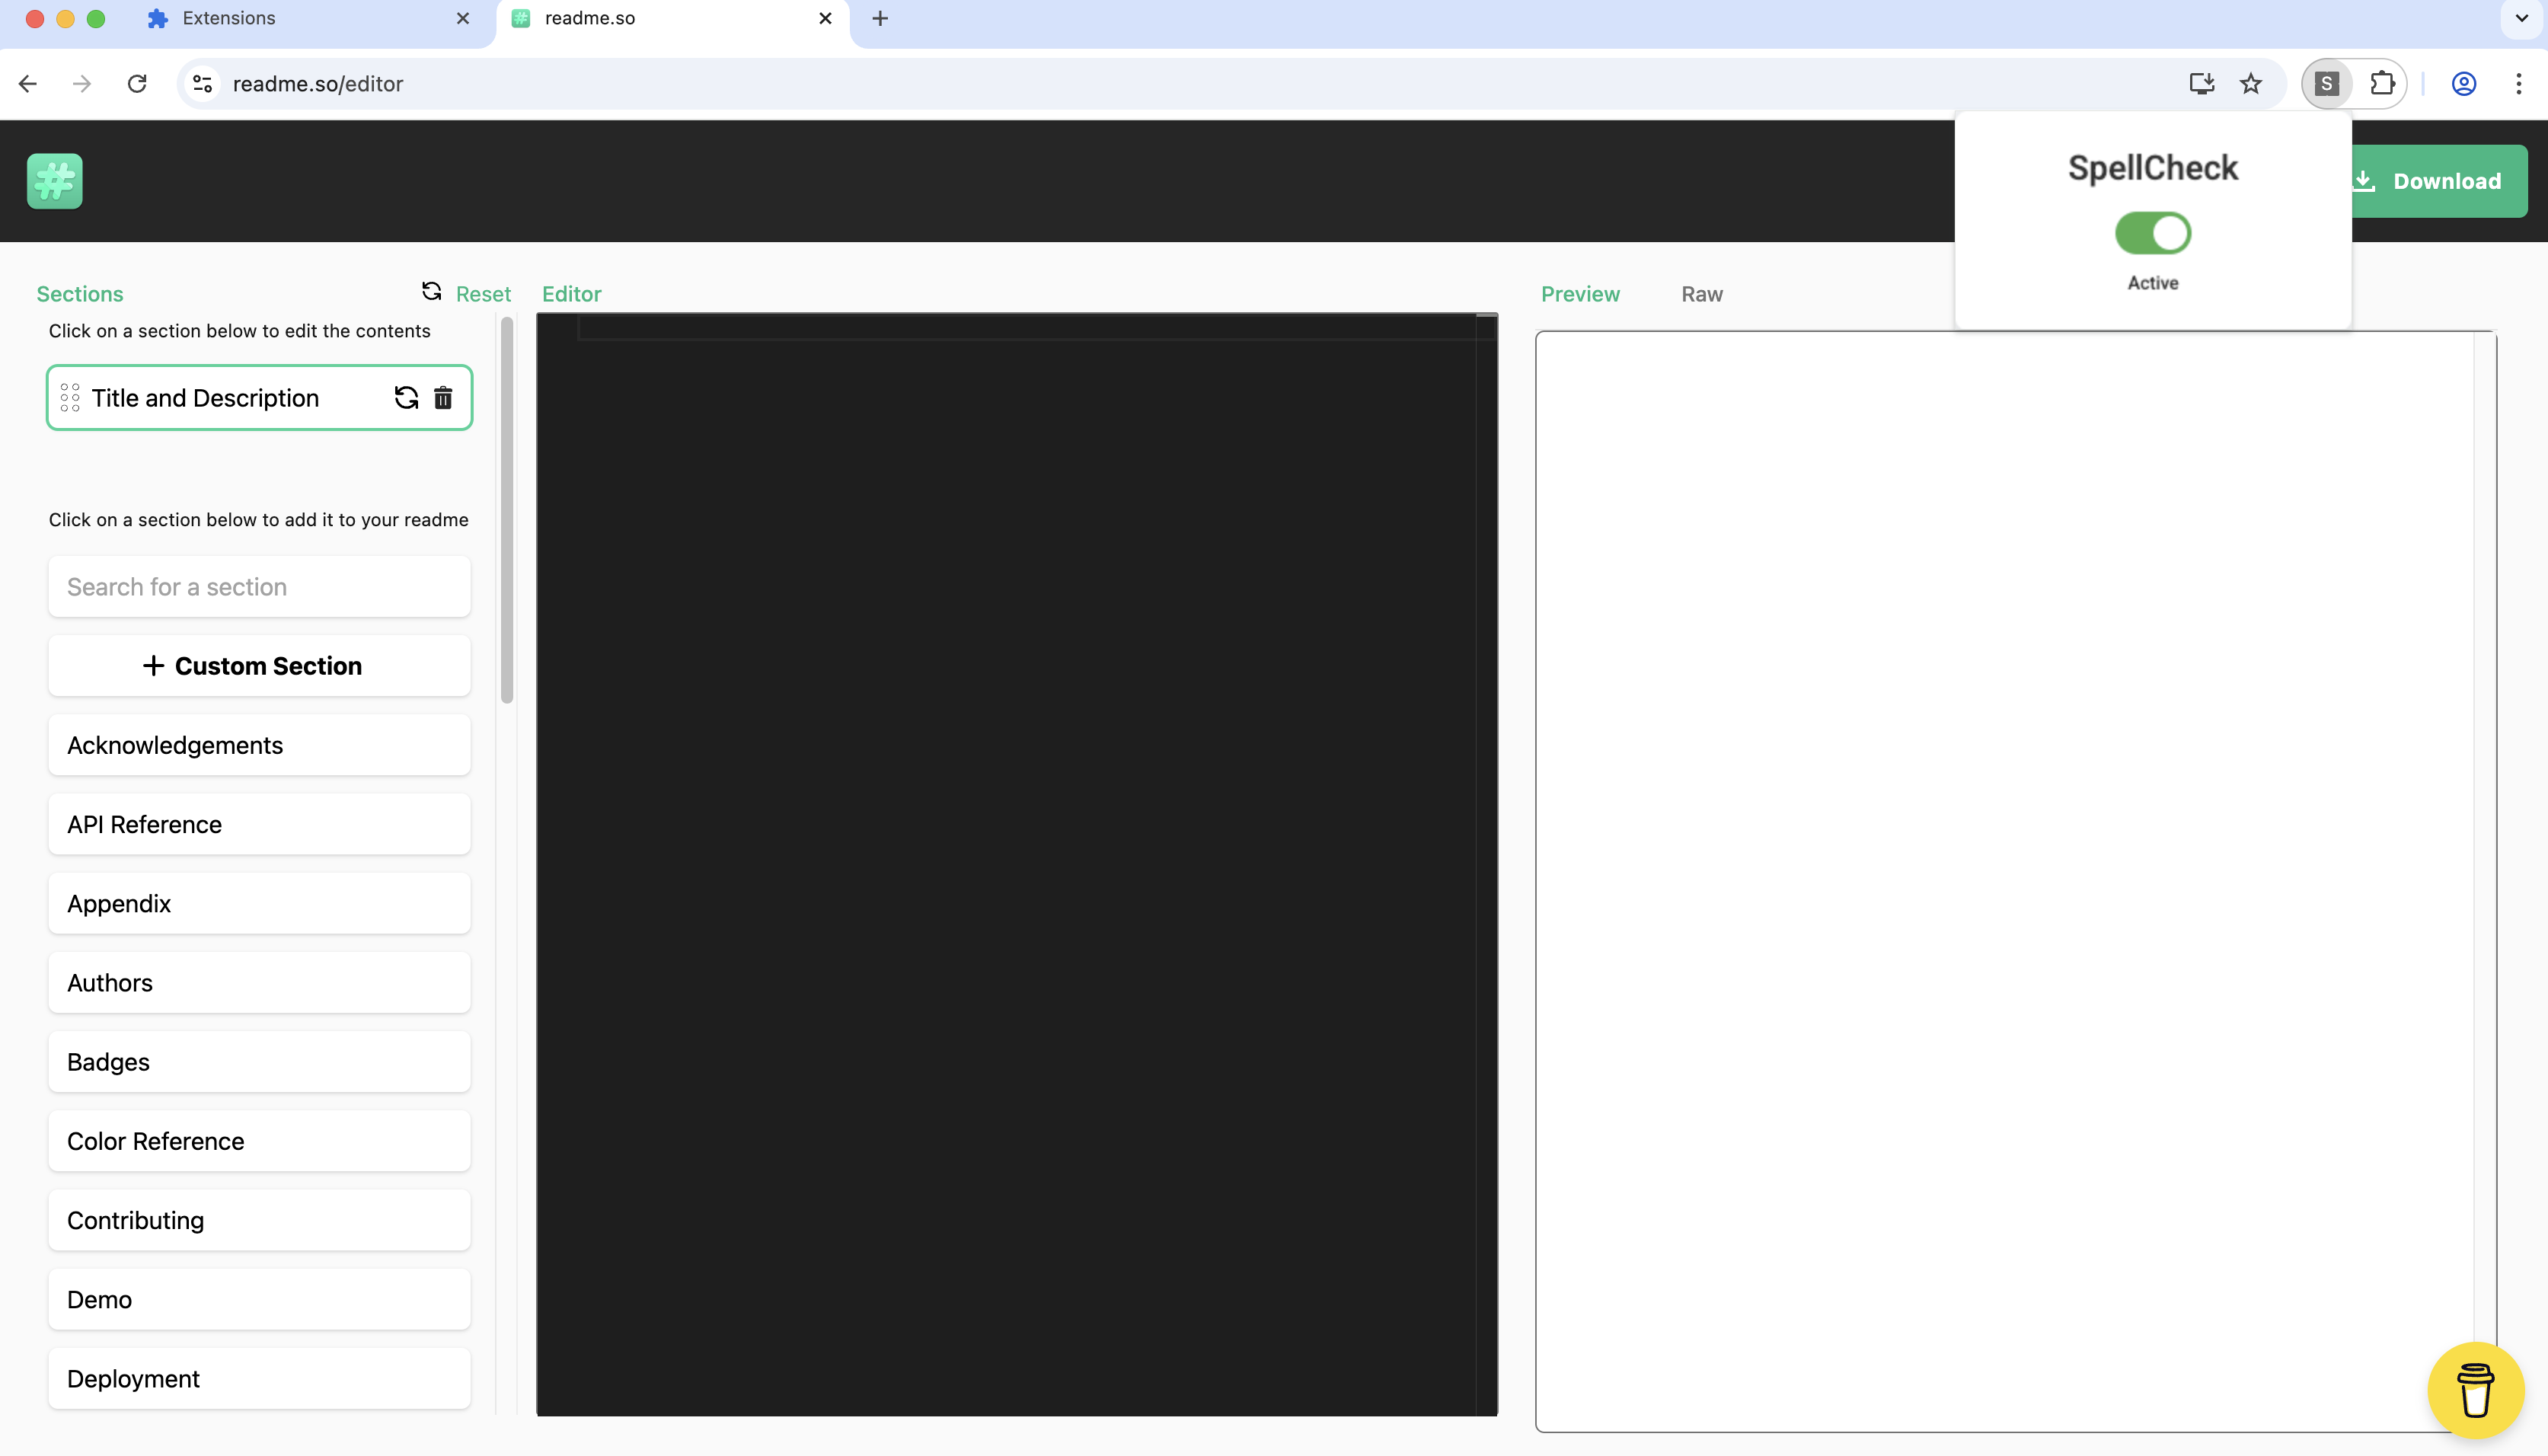 Extensions
readme.so
readme.so/editor
S
SpellCheck
Active
Download
Sections
Reset
Click on a section below to edit the contents
Title and Description
Click on a section below to add it to your readme
Search for a section
+ Custom Section
Acknowledgements
API Reference
Appendix
Authors
Badges
Color Reference
Contributing
Demo
Deployment
Editor
Preview
Raw